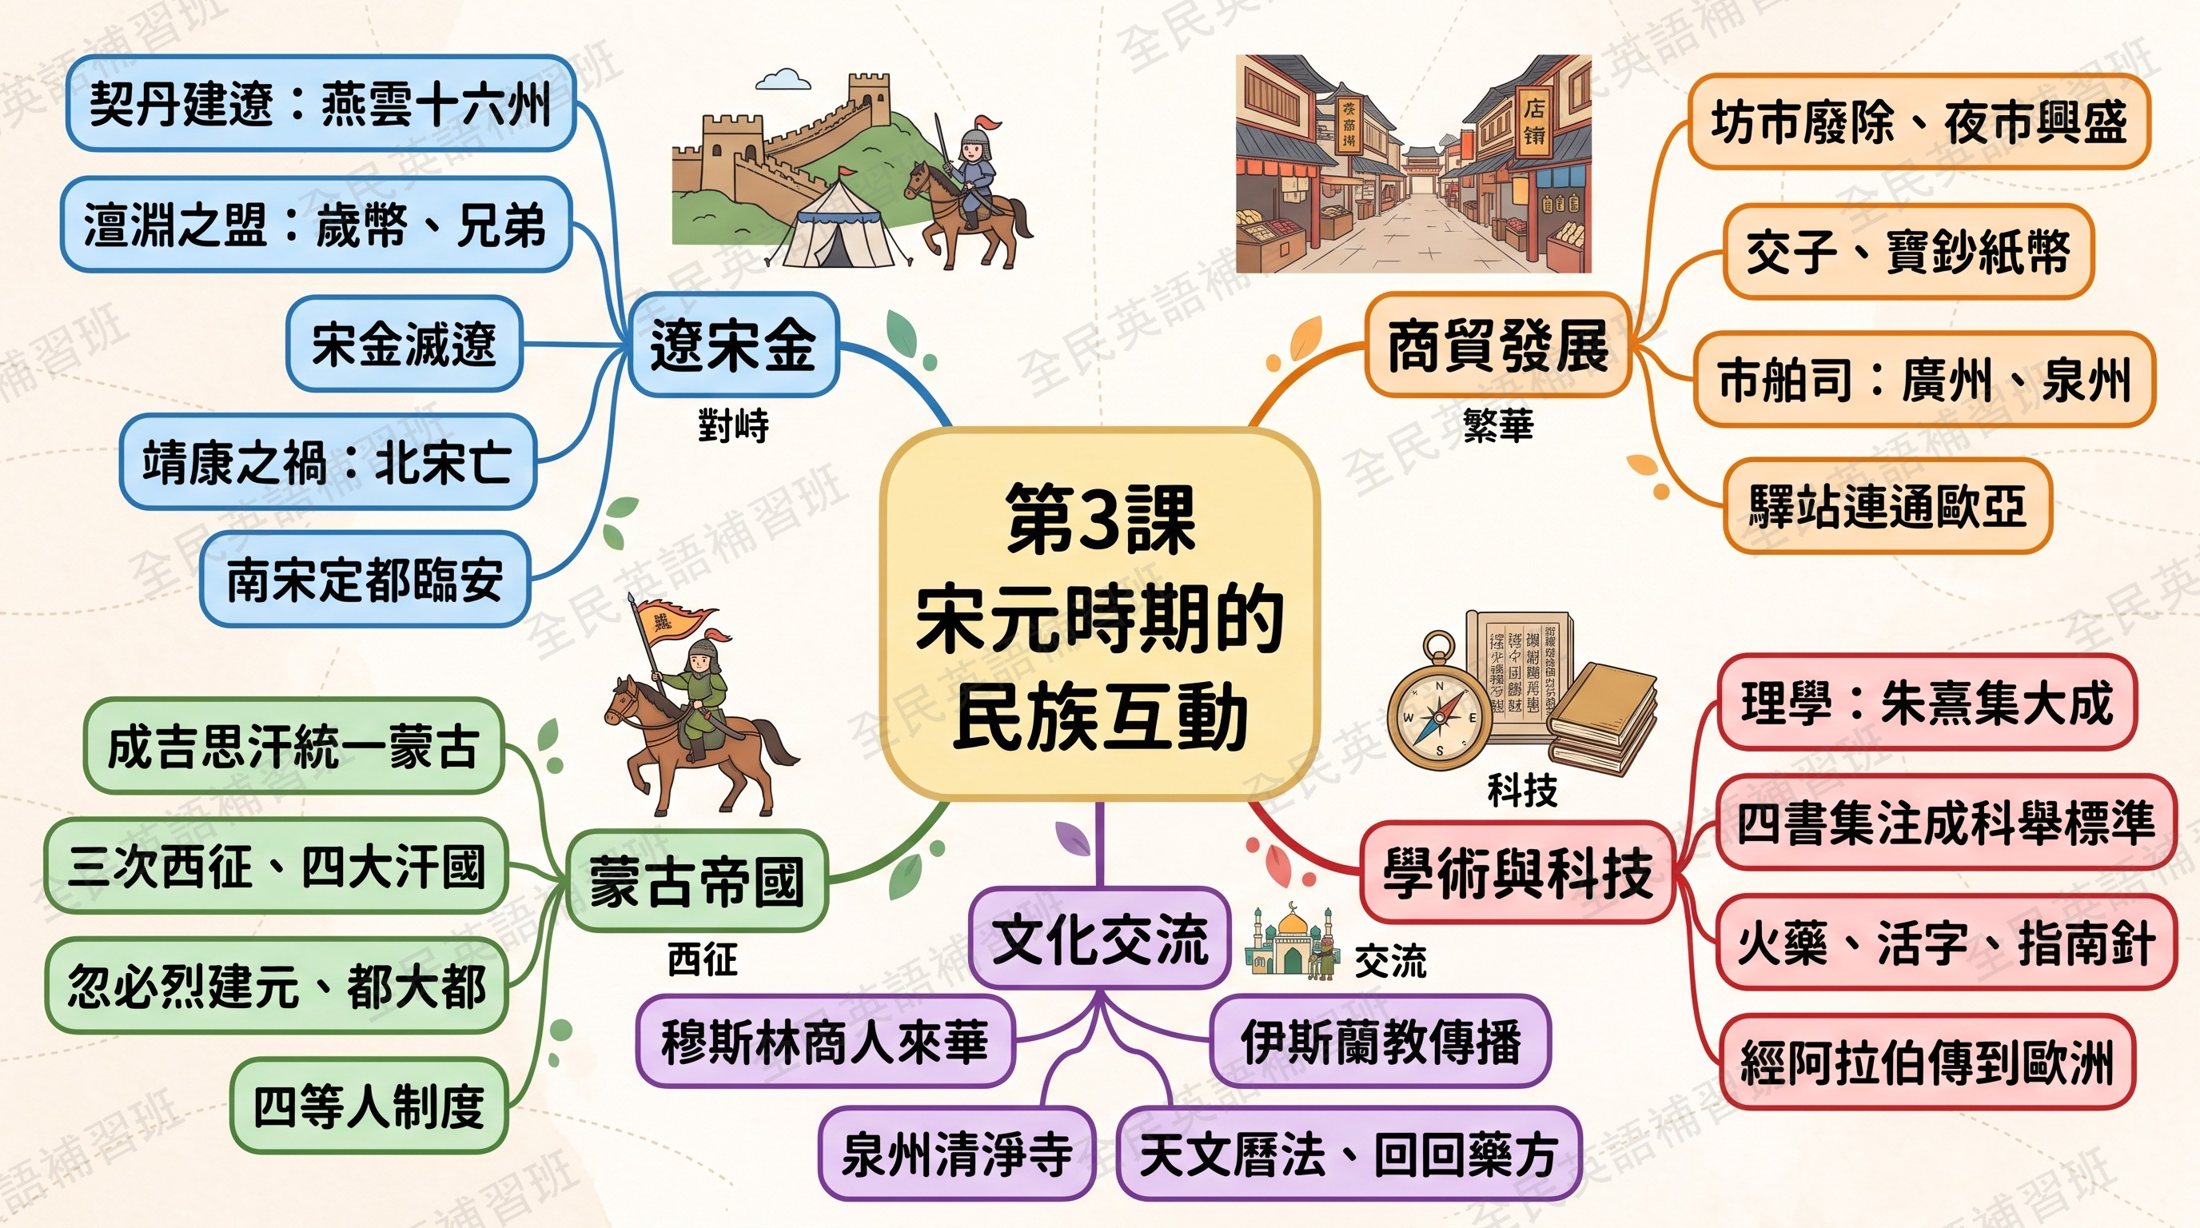 契丹建遼：燕雲十六州
澶淵之盟：歲幣、兄弟
宋金滅遼
靖康之禍：北宋亡
南宋定都臨安
遼宋金
對峙
商貿發展
繁華
坊市廢除、夜市興盛
交子、寶鈔紙幣
市舶司：廣州、泉州
驛站連通歐亞
店
第3課
宋元時期的
民族互動
成吉思汗統一蒙古
三次西征、四大汗國
忽必烈建元、都大都
四等人制度
蒙古帝國
西征
文化交流
交流
穆斯林商人來華
伊斯蘭教傳播
泉州清淨寺
天文曆法、回回藥方
N
W
E
S
科技
學術與科技
理學：朱熹集大成
四書集注成科舉標準
火藥、活字、指南針
經阿拉伯傳到歐洲
全民英語補習班